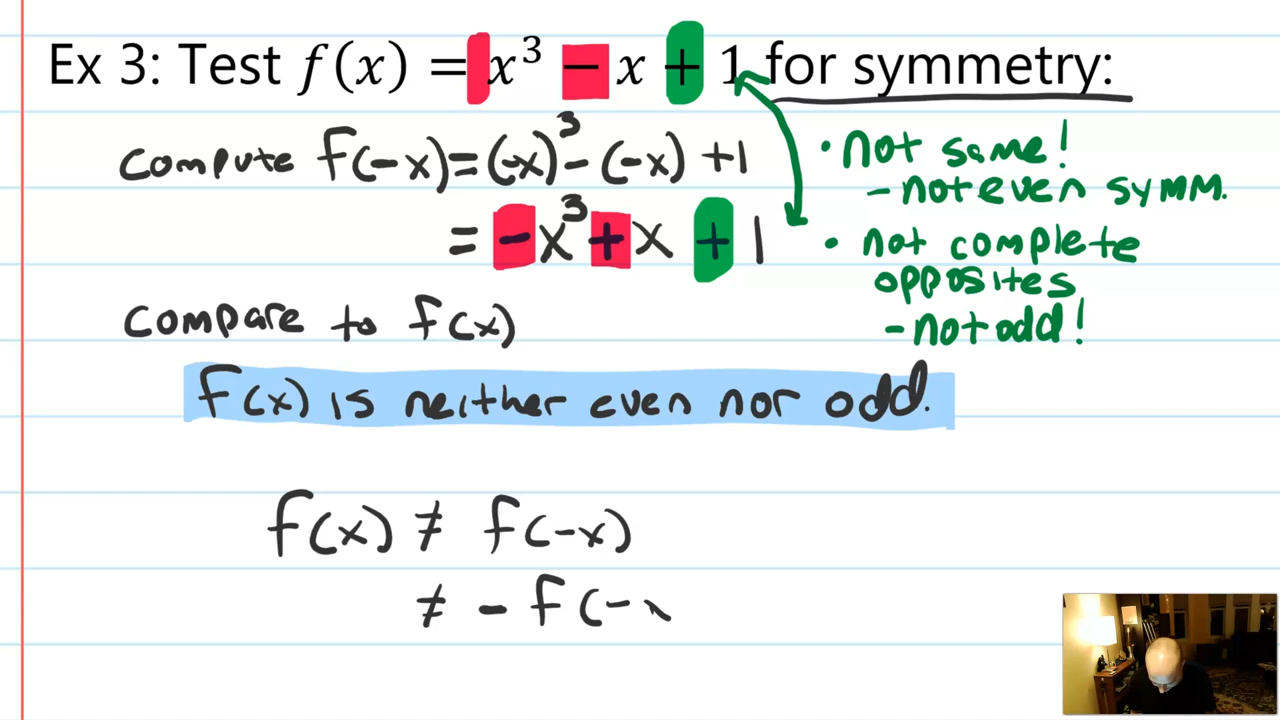 Ex 3: Test f(x) = x³ − x + 1 for symmetry:
compute f(-x) = (-x)³ - (-x) + 1
= -x³ + x + 1
compare to f(x)
f(x) is neither even nor odd.
• not same!
- not even symm.
• not complete
opposites
- not odd!
f(x) ≠ f(-x)
≠ - f(-x